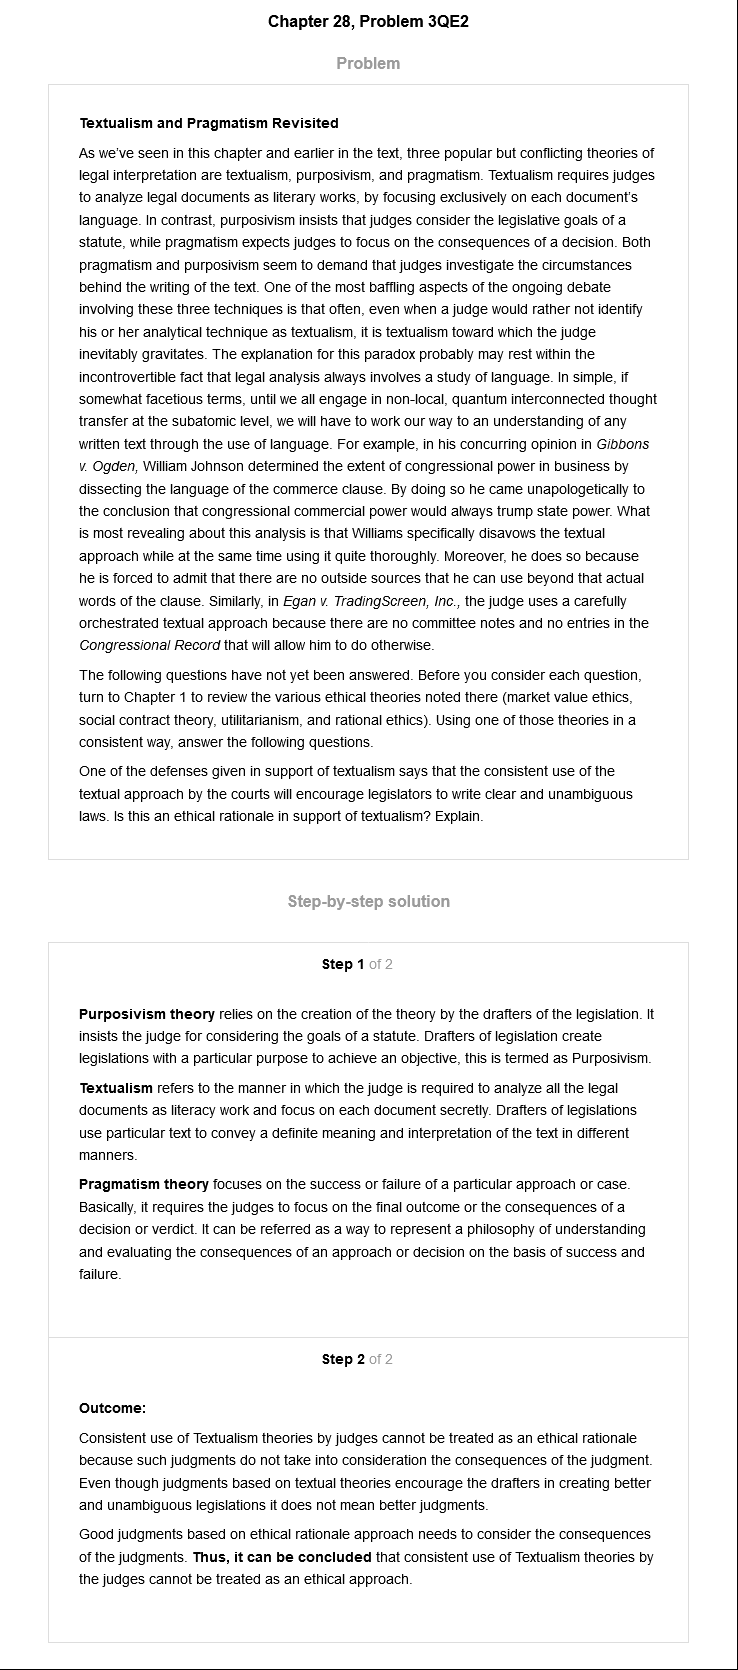 Chapter 28, Problem 3QE2
Problem
Textualism and Pragmatism Revisited
As we've seen in this chapter and earlier in the text, three popular but conflicting theories of
legal interpretation are textualism, purposivism, and pragmatism. Textualism requires judges
to analyze legal documents as literary works, by focusing exclusively on each document's
language. In contrast, purposivism insists that judges consider the legislative goals of a
statute, while pragmatism expects judges to focus on the consequences of a decision. Both
pragmatism and purposivism seem to demand that judges investigate the circumstances
behind the writing of the text. One of the most baffling aspects of the ongoing debate
involving these three techniques is that often, even when a judge would rather not identify
his or her analytical technique as textualism, it is textualism toward which the judge
inevitably gravitates. The explanation for this paradox probably may rest within the
incontrovertible fact that legal analysis always involves a study of language. In simple, if
somewhat facetious terms, until we all engage in non-local, quantum interconnected thought
transfer at the subatomic level, we will have to work our way to an understanding of any
written text through the use of language. For example, in his concurring opinion in Gibbons
v. Ogden, William Johnson determined the extent of congressional power in business by
dissecting the language of the commerce clause. By doing so he came unapologetically to
the conclusion that congressional commercial power would always trump state power. What
is most revealing about this analysis is that Williams specifically disavows the textual
approach while at the same time using it quite thoroughly. Moreover, he does so because
he is forced to admit that there are no outside sources that he can use beyond that actual
words of the clause. Similarly, in Egan v. TradingScreen, Inc., the judge uses a carefully
orchestrated textual approach because there are no committee notes and no entries in the
Congressional Record that will allow him to do otherwise.
The following questions have not yet been answered. Before you consider each question,
turn to Chapter 1 to review the various ethical theories noted there (market value ethics,
social contract theory, utilitarianism, and rational ethics). Using one of those theories in a
consistent way, answer the following questions.
One of the defenses given in support of textualism says that the consistent use of the
textual approach by the courts will encourage legislators to write clear and unambiguous
laws. Is this an ethical rationale in support of textualism? Explain.
Step-by-step solution
Step 1 of 2
Purposivism theory relies on the creation of the theory by the drafters of the legislation. It
insists the judge for considering the goals of a statute. Drafters of legislation create
legislations with a particular purpose to achieve an objective, this is termed as Purposivism.
Textualism refers to the manner in which the judge is required to analyze all the legal
documents as literacy work and focus on each document secretly. Drafters of legislations
use particular text to convey a definite meaning and interpretation of the text in different
manners.
Pragmatism theory focuses on the success or failure of a particular approach or case.
Basically, it requires the judges to focus on the final outcome or the consequences of a
decision or verdict. It can be referred as a way to represent a philosophy of understanding
and evaluating the consequences of an approach or decision on the basis of success and
failure.
Step 2 of 2
Outcome:
Consistent use of Textualism theories by judges cannot be treated as an ethical rationale
because such judgments do not take into consideration the consequences of the judgment.
Even though judgments based on textual theories encourage the drafters in creating better
and unambiguous legislations it does not mean better judgments.
Good judgments based on ethical rationale approach needs to consider the consequences
of the judgments. Thus, it can be concluded that consistent use of Textualism theories by
the judges cannot be treated as an ethical approach.